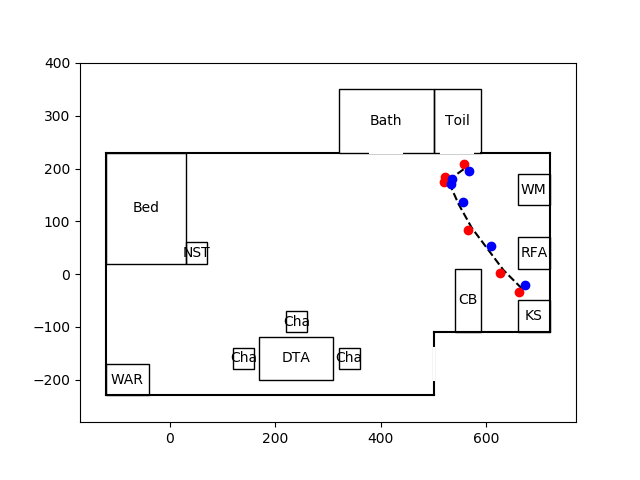 400
300
200
100
0
−100
−200
0
200
400
600
Bath
Toil
Bed
NST
WM
RFA
CB
KS
Cha
Cha
DTA
Cha
WAR